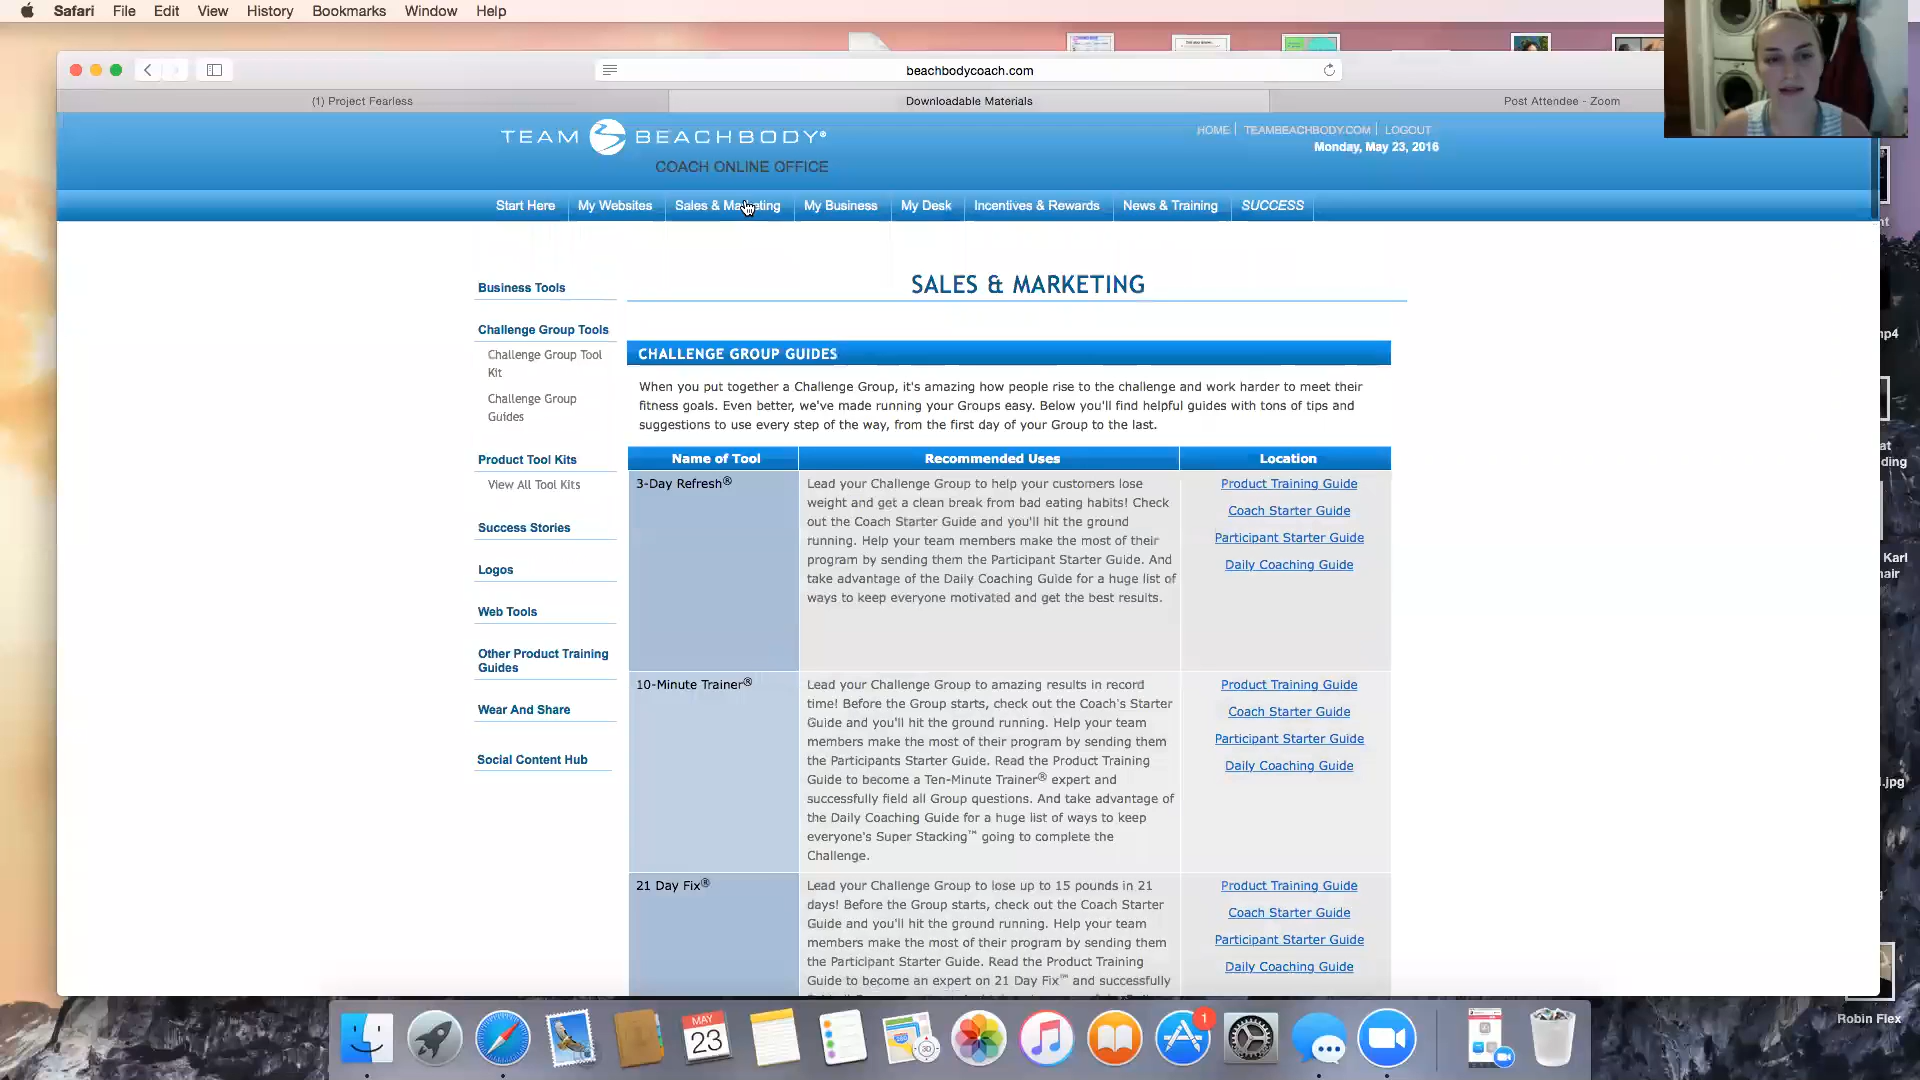 Safari File Edit View History Bookmarks Window Help
beachbodycoach.com
(1) Project Fearless
Downloadable Materials
Post Attendee - Zoom
TEAM BEACHBODY®
COACH ONLINE OFFICE
HOME TEAMBEACHBODY.COM LOGOUT
Monday, May 23, 2016
Start Here My Websites Sales & Marketing My Business My Desk Incentives & Rewards News & Training SUCCESS
SALES & MARKETING
Business Tools
Challenge Group Tools
Challenge Group Tool
Kit
Challenge Group
Guides
Product Tool Kits
View All Tool Kits
Success Stories
Logos
Web Tools
Other Product Training
Guides
Wear And Share
Social Content Hub
CHALLENGE GROUP GUIDES
When you put together a Challenge Group, it's amazing how people rise to the challenge and work harder to meet their
fitness goals. Even better, we've made running your Groups easy. Below you'll find helpful guides with tons of tips and
suggestions to use every step of the way, from the first day of your Group to the last.
Name of Tool Recommended Uses Location
3-Day Refresh®
Lead your Challenge Group to help your customers lose
weight and get a clean break from bad eating habits! Check
out the Coach Starter Guide and you'll hit the ground
running. Help your team members make the most of their
program by sending them the Participant Starter Guide. And
take advantage of the Daily Coaching Guide for a huge list of
ways to keep everyone motivated and get the best results.
Product Training Guide
Coach Starter Guide
Participant Starter Guide
Daily Coaching Guide
10-Minute Trainer®
Lead your Challenge Group to amazing results in record
time! Before the Group starts, check out the Coach's Starter
Guide and you'll hit the ground running. Help your team
members make the most of their program by sending them
the Participants Starter Guide. Read the Product Training
Guide to become a Ten-Minute Trainer® expert and
successfully field all Group questions. And take advantage of
the Daily Coaching Guide for a huge list of ways to keep
everyone's Super Stacking™ going to complete the
Challenge.
Product Training Guide
Coach Starter Guide
Participant Starter Guide
Daily Coaching Guide
21 Day Fix®
Lead your Challenge Group to lose up to 15 pounds in 21
days! Before the Group starts, check out the Coach Starter
Guide and you'll hit the ground running. Help your team
members make the most of their program by sending them
the Participant Starter Guide. Read the Product Training
Guide to become an expert on 21 Day Fix™ and successfully
Product Training Guide
Coach Starter Guide
Participant Starter Guide
Daily Coaching Guide
Karl
Robin Flex
MAY
23
1